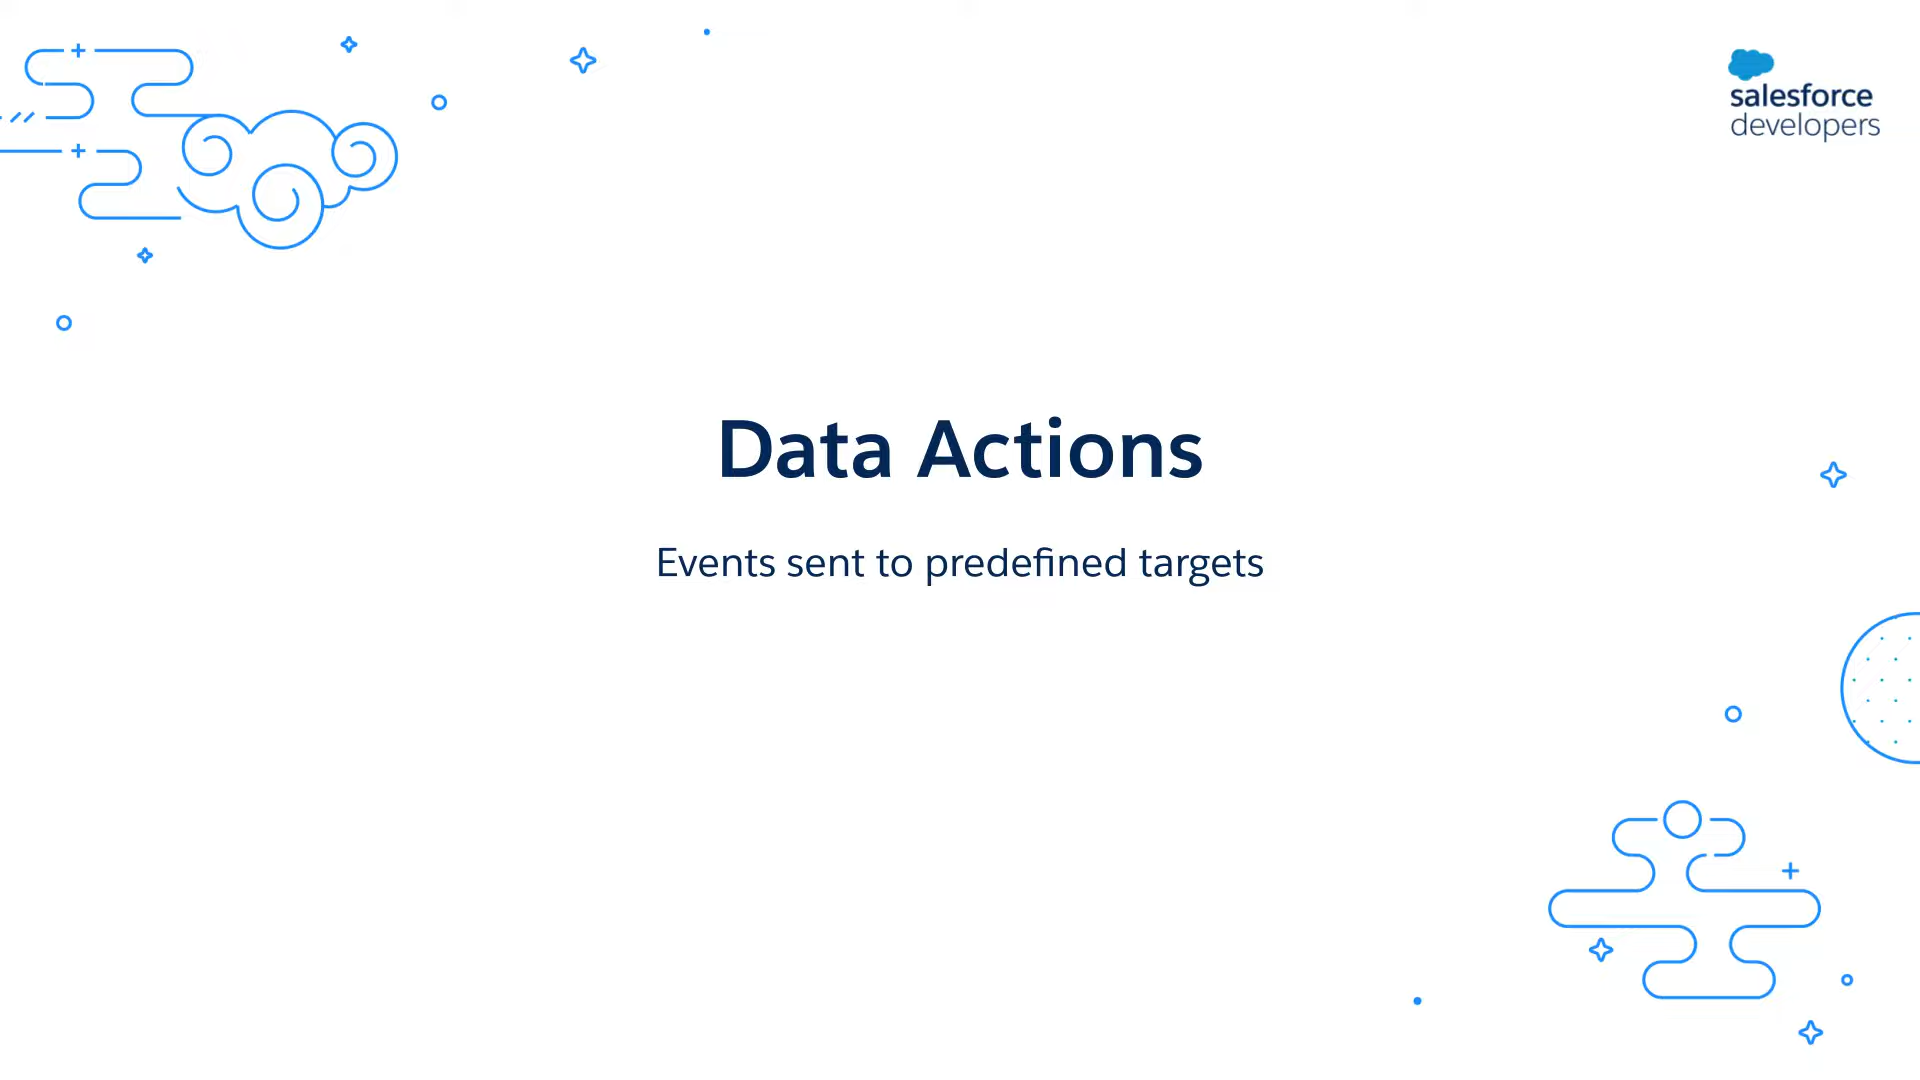 salesforce
developers
Data Actions
Events sent to predefined targets